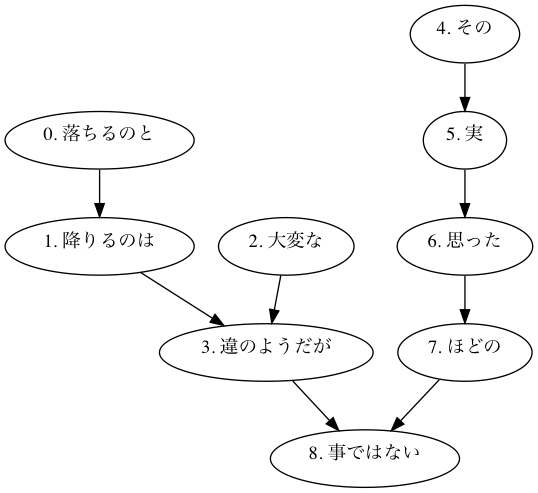 4. その
0. 落ちるのと
5. 実
1. 降りるのは
2. 大変な
6. 思った
3. 違のようだが
7. ほどの
8. 事ではない